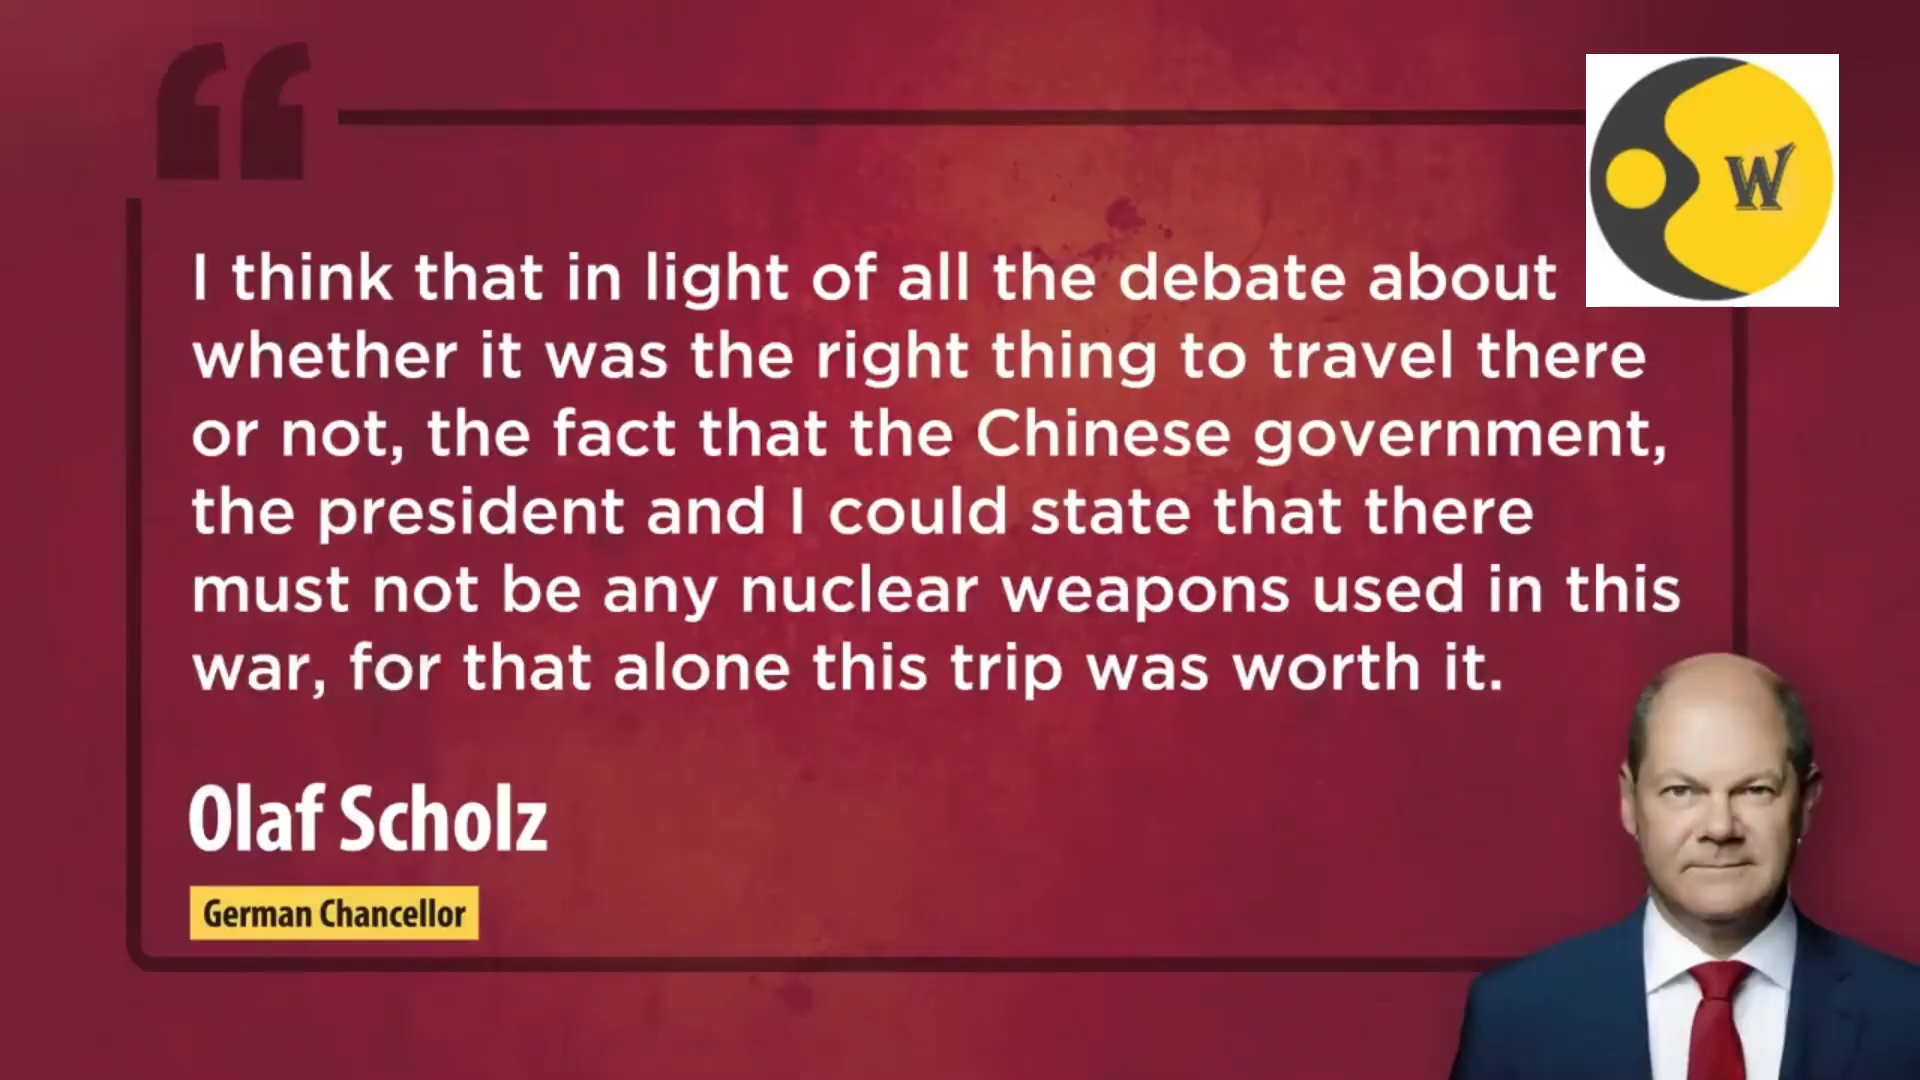 I think that in light of all the debate about
whether it was the right thing to travel there
or not, the fact that the Chinese government,
the president and I could state that there
must not be any nuclear weapons used in this
war, for that alone this trip was worth it.
Olaf Scholz
German Chancellor
W